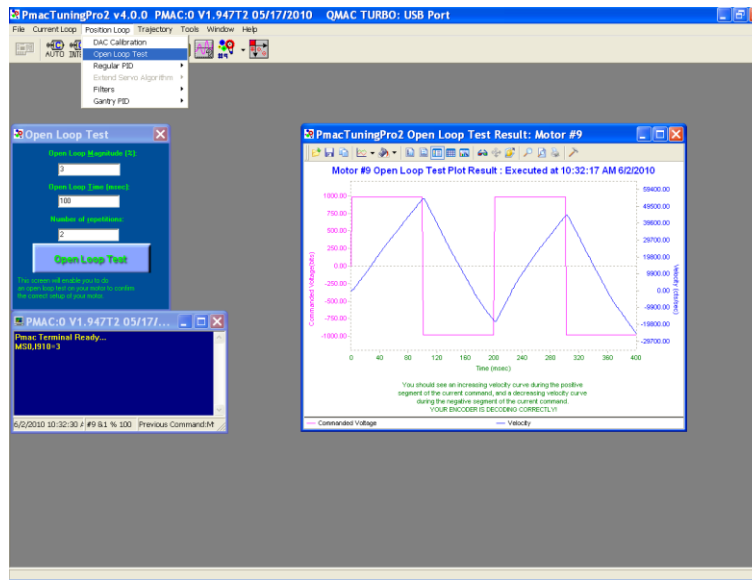 PmacTuningPro2 v4.0.0 PMAC:0 V1.947T2 05/17/2010 QMAC TURBO: USB Port
File Current Loop Position Loop Trajectory Tools Window Help
AUTO
DAC Calibration
Open Loop Test
Regular PID
Extend Servo Algorithm
Filters
Gantry PID
Open Loop Test
Open Loop Magnitude (%):
3
Open Loop Time (msec):
100
Number of repetitions:
2
Open Loop Test
This screen will enable you to do
an open loop test on your motor to confirm
the correct setup of your motor.
PMAC:0 V1.947T2 05/17/...
Pmac Terminal Ready...
MS0,I910=3
6/2/2010 10:32:30 #9 &1 % 100 Previous Command:
PmacTuningPro2 Open Loop Test Result: Motor #9
Motor #9 Open Loop Test Plot Result : Executed at 10:32:17 AM 6/2/2010
Commanded Voltage(bits)
1000.00
750.00
500.00
250.00
0.00
-250.00
-500.00
-750.00
-1000.00
59400.00
49500.00
39600.00
29700.00
19800.00
9900.00
0.00
-9900.00
-19800.00
-29700.00
Velocity (cts/sec)
0 40 80 120 160 200 240 280 320 360 400
Time (msec)
You should see an increasing velocity curve during the positive
segment of the current command, and a decreasing velocity curve
during the negative segment of the current command.
YOUR ENCODER IS DECODING CORRECTLY!
Commanded Voltage Velocity